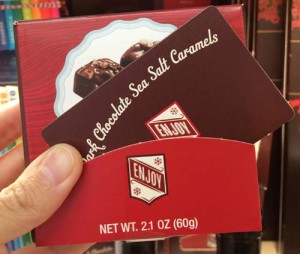 ark Chocolate Sea Salt Caramels
ENJOY
ENJOY
NET WT. 2.1 OZ (60g)